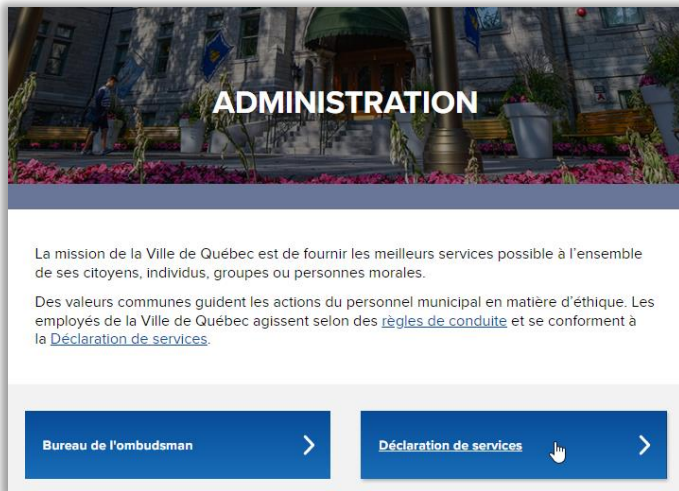 ADMINISTRATION
La mission de la Ville de Québec est de fournir les meilleurs services possible à l'ensemble
de ses citoyens, individus, groupes ou personnes morales.
Des valeurs communes guident les actions du personnel municipal en matière d'éthique. Les
employés de la Ville de Québec agissent selon des règles de conduite et se conforment à
la Déclaration de services.
Bureau de l'ombudsman
Déclaration de services